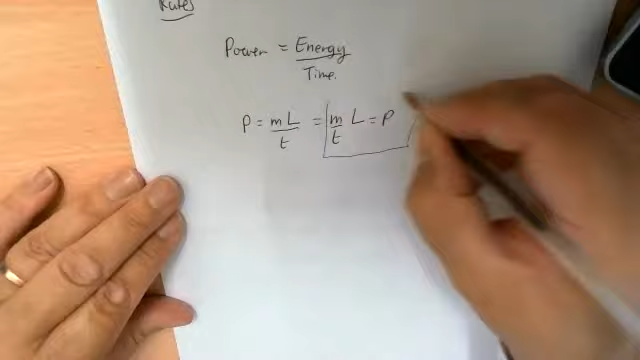 Rates
Power = Energy
Time.
P = mL/t = m/t L = P